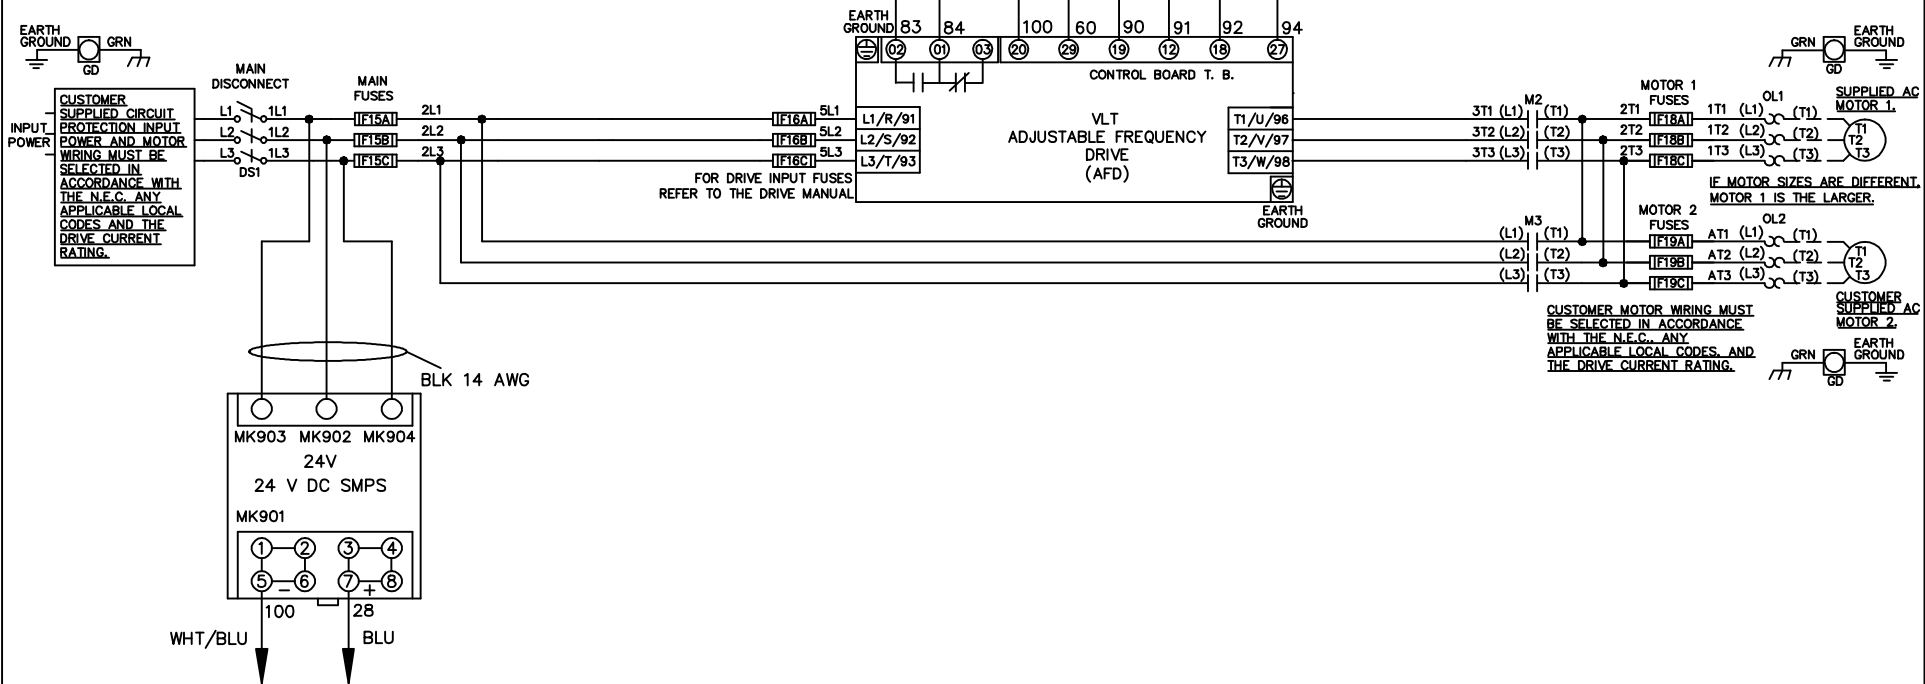 EARTH
GROUND
GRN
GD
INPUT
POWER
CUSTOMER
SUPPLIED CIRCUIT
PROTECTION INPUT
POWER AND MOTOR
WIRING MUST BE
SELECTED IN
ACCORDANCE WITH
THE N.E.C. ANY
APPLICABLE LOCAL
CODES AND THE
DRIVE CURRENT
RATING.
MAIN
DISCONNECT
L1 1L1
L2 1L2
L3 1L3
DS1
MAIN
FUSES
F15A
F15B
F15C
2L1
2L2
2L3
F16A 5L1
F16B 5L2
F16C 5L3
FOR DRIVE INPUT FUSES
REFER TO THE DRIVE MANUAL
EARTH
GROUND
83 84 100 60 90 91 92 94
02 01 03 20 29 19 12 18 27
CONTROL BOARD T. B.
L1/R/91
L2/S/92
L3/T/93
VLT
ADJUSTABLE FREQUENCY
DRIVE
(AFD)
T1/U/96
T2/V/97
T3/W/98
EARTH
GROUND
M2
3T1 (L1) (T1)
3T2 (L2) (T2)
3T3 (L3) (T3)
MOTOR 1
FUSES
2T1 F18A 1T1 (L1)
2T2 F18B 1T2 (L2)
2T3 F18C 1T3 (L3)
OL1
(T1)
(T2)
(T3)
T1
T2
T3
GRN
EARTH
GROUND
GD
SUPPLIED AC
MOTOR 1.
IF MOTOR SIZES ARE DIFFERENT,
MOTOR 1 IS THE LARGER.
M3
(L1) (T1)
(L2) (T2)
(L3) (T3)
MOTOR 2
FUSES
F19A AT1 (L1)
F19B AT2 (L2)
F19C AT3 (L3)
OL2
(T1)
(T2)
(T3)
T1
T2
T3
CUSTOMER
SUPPLIED AC
MOTOR 2.
CUSTOMER MOTOR WIRING MUST
BE SELECTED IN ACCORDANCE
WITH THE N.E.C., ANY
APPLICABLE LOCAL CODES, AND
THE DRIVE CURRENT RATING.
GRN
EARTH
GROUND
GD
BLK 14 AWG
MK903 MK902 MK904
24V
24 V DC SMPS
MK901
1 2 3 4
5 6 7 8
- +
100 28
WHT/BLU BLU